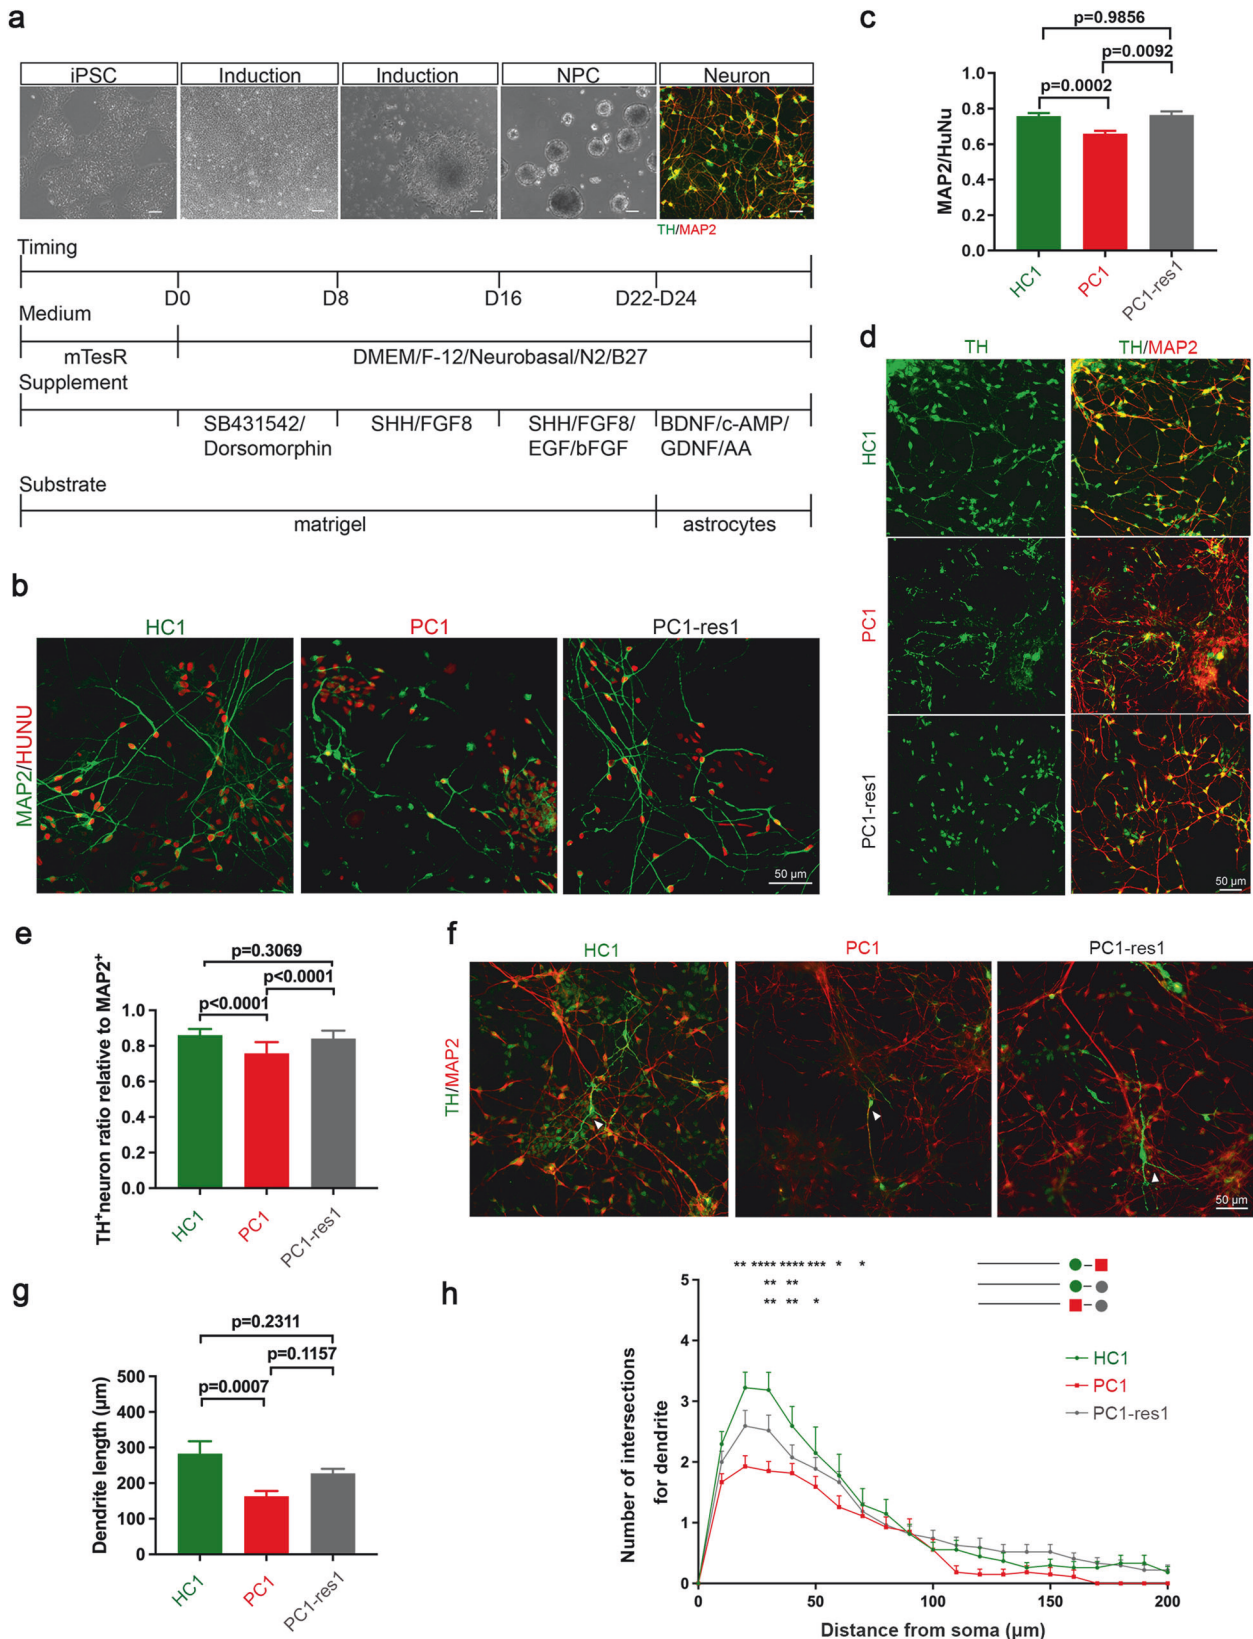 a
iPSC
Induction
Induction
NPC
Neuron
TH/MAP2
Timing
D0
D8
D16
D22-D24
Medium
mTesR
DMEM/F-12/Neurobasal/N2/B27
Supplement
SB431542/
Dorsomorphin
SHH/FGF8
SHH/FGF8/
EGF/bFGF
BDNF/c-AMP/
GDNF/AA
Substrate
matrigel
astrocytes
b
HC1
PC1
PC1-res1
MAP2/HUNU
50 µm
c
p=0.9856
p=0.0092
p=0.0002
MAP2/HuNu
1.0
0.8
0.6
0.4
0.2
0.0
HC1
PC1
PC1-res1
d
TH
TH/MAP2
HC1
PC1
PC1-res1
50 µm
e
p=0.3069
p<0.0001
p<0.0001
TH+neuron ratio relative to MAP2+
1.0
0.8
0.6
0.4
0.2
0.0
HC1
PC1
PC1-res1
f
HC1
PC1
PC1-res1
TH/MAP2
50 µm
g
p=0.2311
p=0.1157
p=0.0007
Dendrite length (µm)
500
400
300
200
100
0
HC1
PC1
PC1-res1
h
** **** **** *** * *
** **
** ** *
HC1
PC1
PC1-res1
Number of intersections
for dendrite
5
4
3
2
1
0
0
50
100
150
200
Distance from soma (µm)